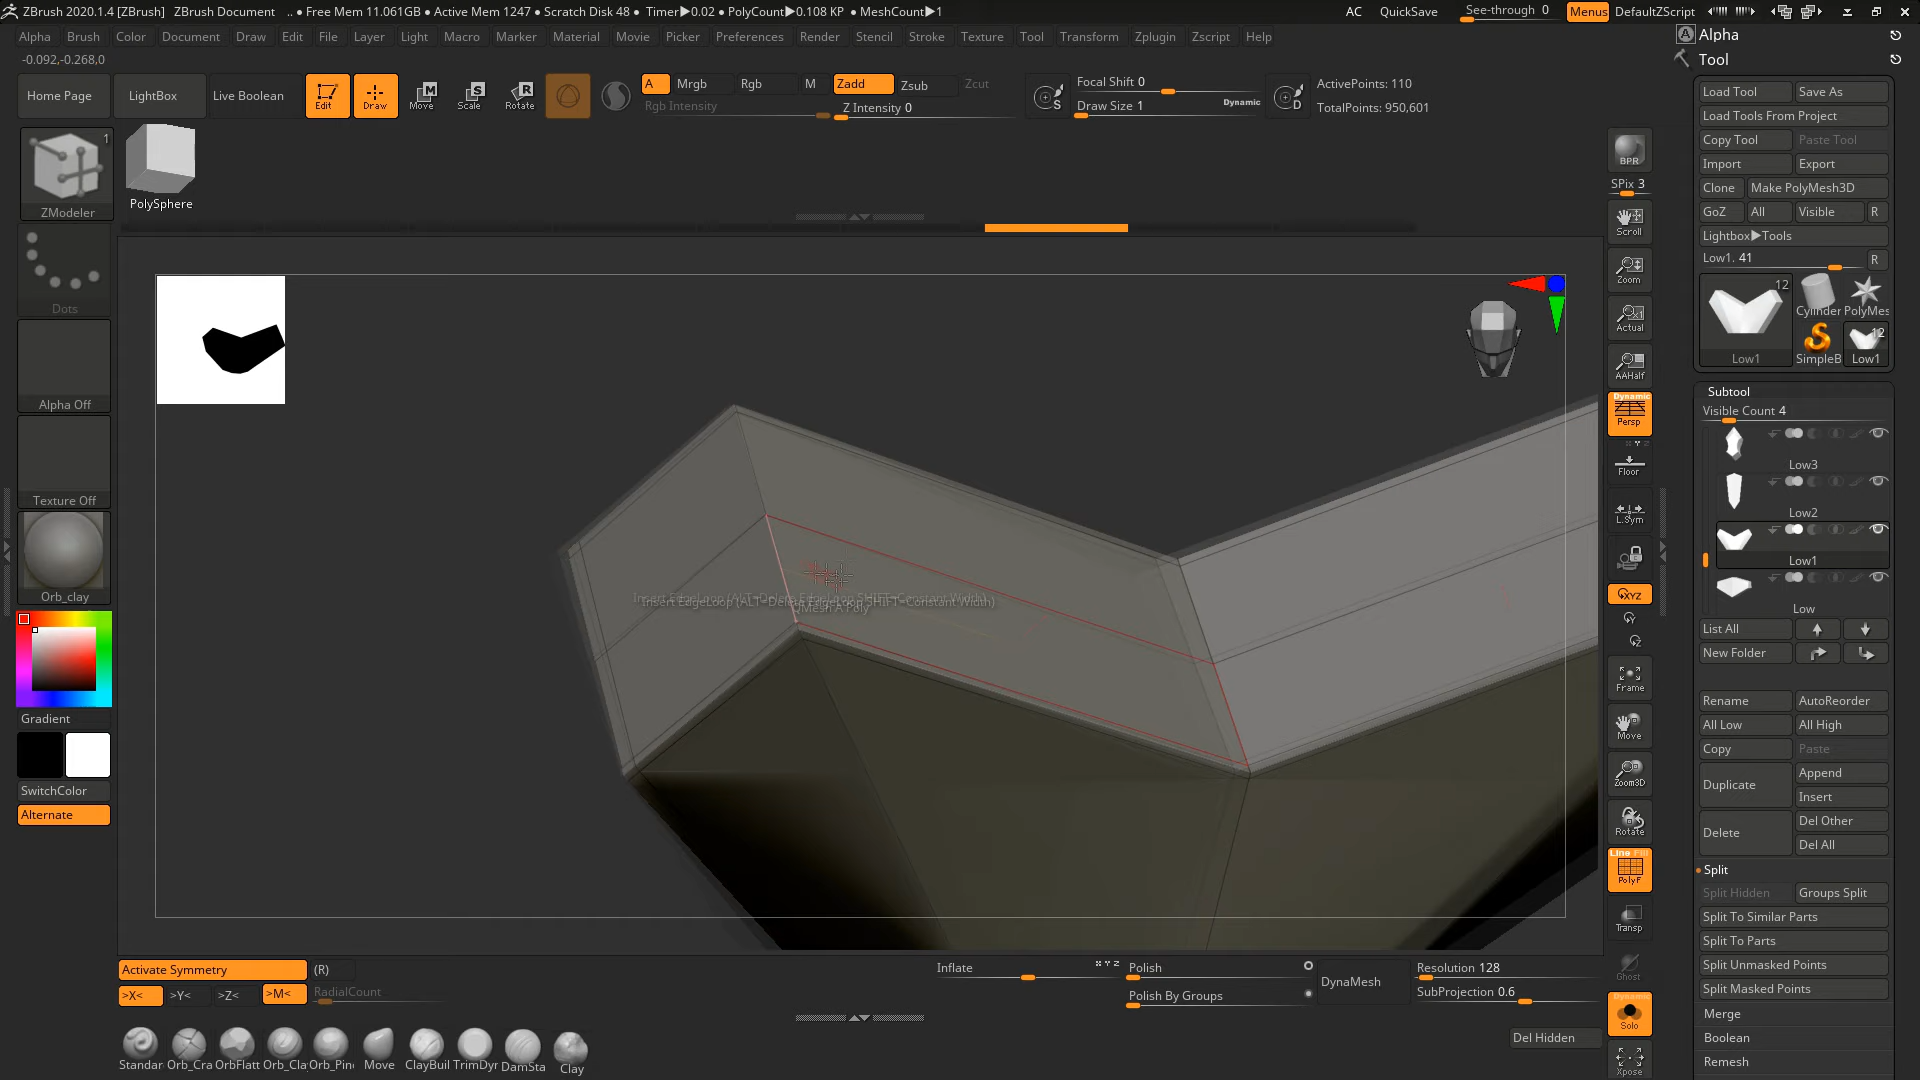 ZBrush 2020.1.4 [ZBrush] ZBrush Document .. ● Free Mem 11.061GB ● Active Mem 1247 ● Scratch Disk 48 ● Timer▶0.02 ● PolyCount▶0.108 KP ● MeshCount▶1 AC QuickSave See-through 0 Menus DefaultZScript
Alpha Brush Color Document Draw Edit File Layer Light Macro Marker Material Movie Picker Preferences Render Stencil Stroke Texture Tool Transform Zplugin Zscript Help
-0.092,-0.268,0
Home Page LightBox Live Boolean Edit Draw Move Scale Rotate
A Mrgb Rgb M Zadd Zsub Zcut
Rgb Intensity Z Intensity 0
Focal Shift 0
Draw Size 1 Dynamic
ActivePoints: 110
TotalPoints: 950,601
S D
1
ZModeler
PolySphere
Dots
Alpha Off
Texture Off
Orb_clay
Gradient
SwitchColor
Alternate
Insert EdgeLoop (ALT=Delete EdgeLoop SHIFT=Constant Width)
QMesh A Poly
BPR
SPix 3
Scroll
Zoom
Actual
AAHalf
Dynamic
Persp
Floor
L.Sym
XYZ
Frame
Move
Zoom3D
Rotate
Line Fill
PolyF
Transp
Ghost
Dynamic
Solo
Xpose
Alpha
Tool
Load Tool Save As
Load Tools From Project
Copy Tool Paste Tool
Import Export
Clone Make PolyMesh3D
GoZ All Visible R
Lightbox▶Tools
Low1. 41 R
12
Cylinder PolyMes
12
Low1 SimpleB Low1
Subtool
Visible Count 4
Low3
Low2
Low1
Low
List All
New Folder
Rename AutoReorder
All Low All High
Copy Paste
Duplicate Append
Insert
Delete Del Other
Del All
Split
Split Hidden Groups Split
Split To Similar Parts
Split To Parts
Split Unmasked Points
Split Masked Points
Merge
Boolean
Remesh
Activate Symmetry (R)
>X< >Y< >Z< >M< RadialCount
Inflate X Y Z Polish
Polish By Groups
DynaMesh
Resolution 128
SubProjection 0.6
Del Hidden
Standar Orb_Cra OrbFlatt Orb_Cla Orb_Pin Move ClayBuil TrimDyr DamSta Clay